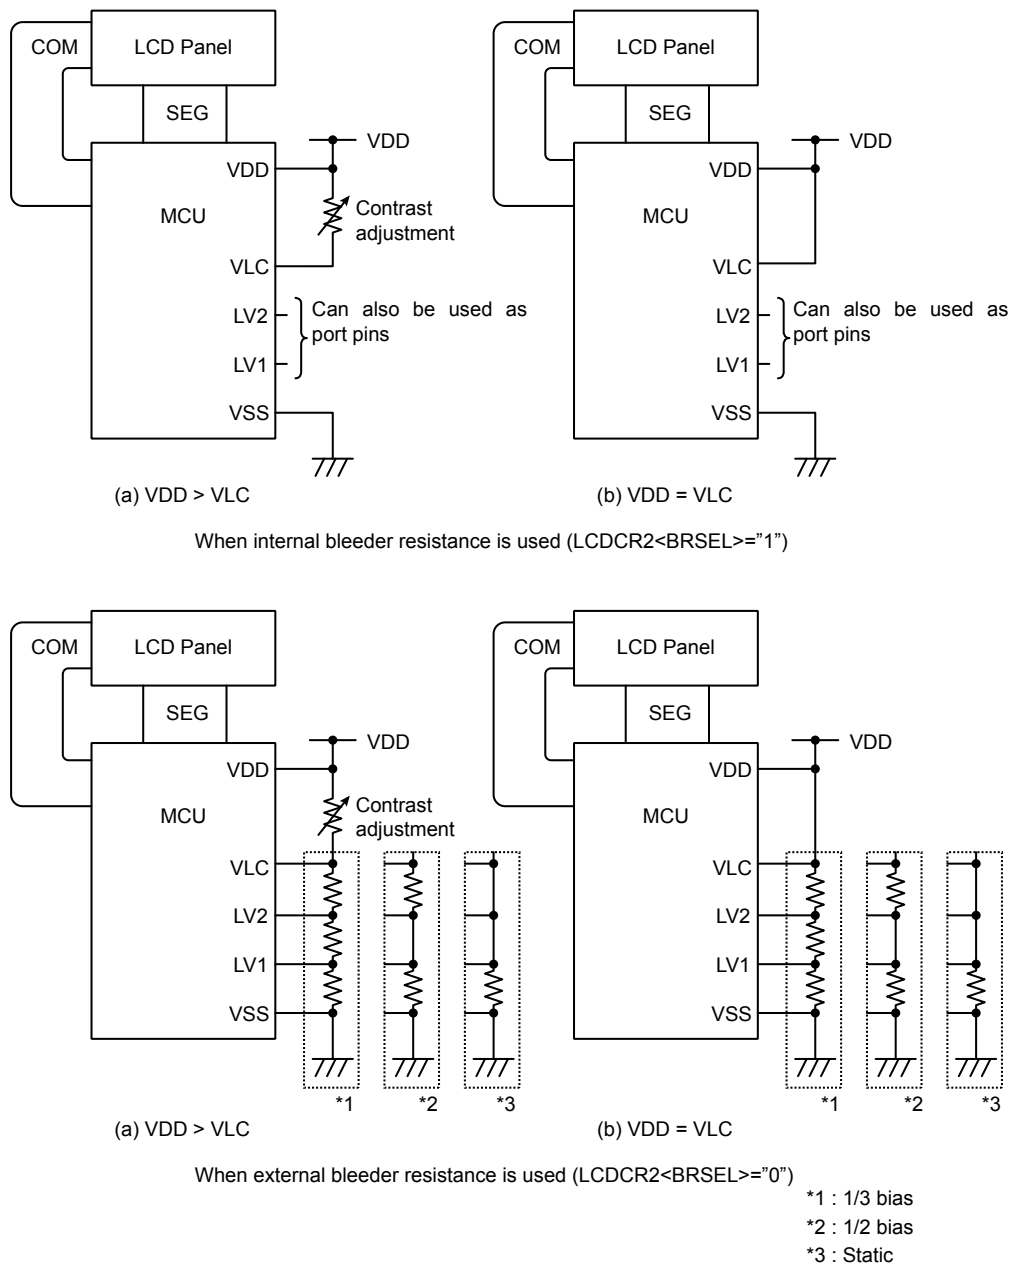 COM
LCD Panel
SEG
VDD
VDD
MCU
Contrast
adjustment
VLC
LV2
Can also be used as
port pins
LV1
VSS
(a) VDD > VLC
COM
LCD Panel
SEG
VDD
VDD
MCU
VLC
LV2
Can also be used as
port pins
LV1
VSS
(b) VDD = VLC
When internal bleeder resistance is used (LCDCR2<BRSEL>=”1”)
COM
LCD Panel
SEG
VDD
VDD
MCU
Contrast
adjustment
VLC
LV2
LV1
VSS
*1
*2
*3
(a) VDD > VLC
COM
LCD Panel
SEG
VDD
VDD
MCU
VLC
LV2
LV1
VSS
*1
*2
*3
(b) VDD = VLC
When external bleeder resistance is used (LCDCR2<BRSEL>=”0”)
*1 : 1/3 bias
*2 : 1/2 bias
*3 : Static